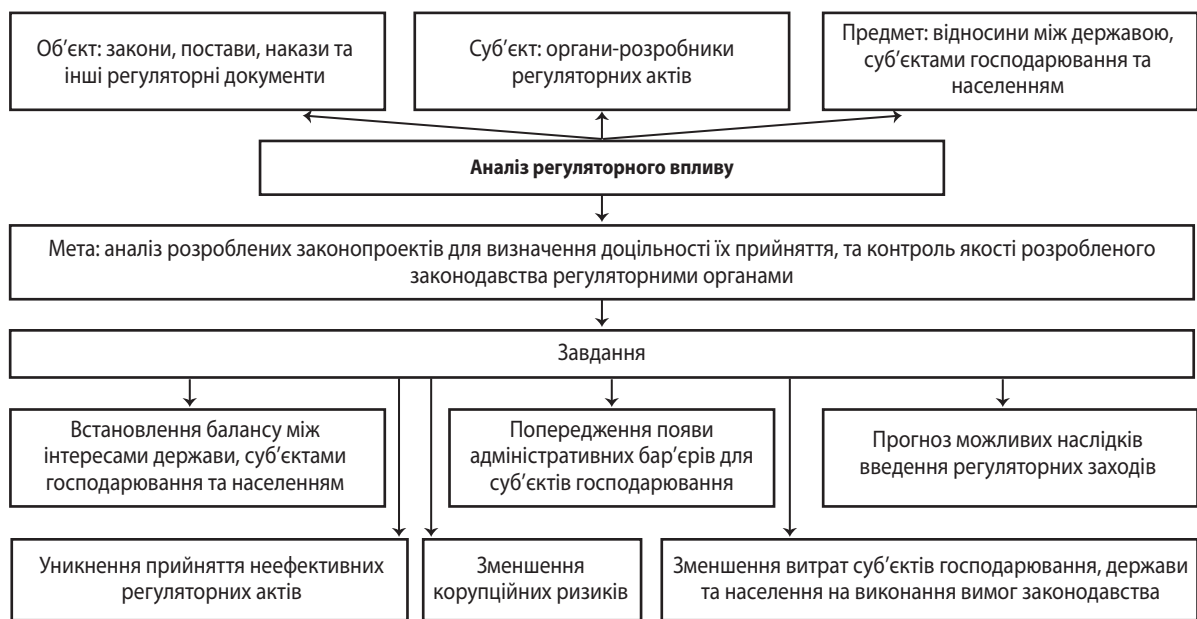 Об’єкт: закони, постави, накази та
інші регуляторні документи
Суб’єкт: органи-розробники
регуляторних актів
Предмет: відносини між державою,
суб’єктами господарювання та
населенням
Аналіз регуляторного впливу
Мета: аналіз розроблених законопроектів для визначення доцільності їх прийняття, та контроль якості розробленого
законодавства регуляторними органами
Завдання
Встановлення балансу між
інтересами держави, суб’єктами
господарювання та населенням
Попередження появи
адміністративних бар’єрів для
суб’єктів господарювання
Прогноз можливих наслідків
введення регуляторних заходів
Уникнення прийняття неефективних
регуляторних актів
Зменшення
корупційних ризиків
Зменшення витрат суб’єктів господарювання, держави
та населення на виконання вимог законодавства